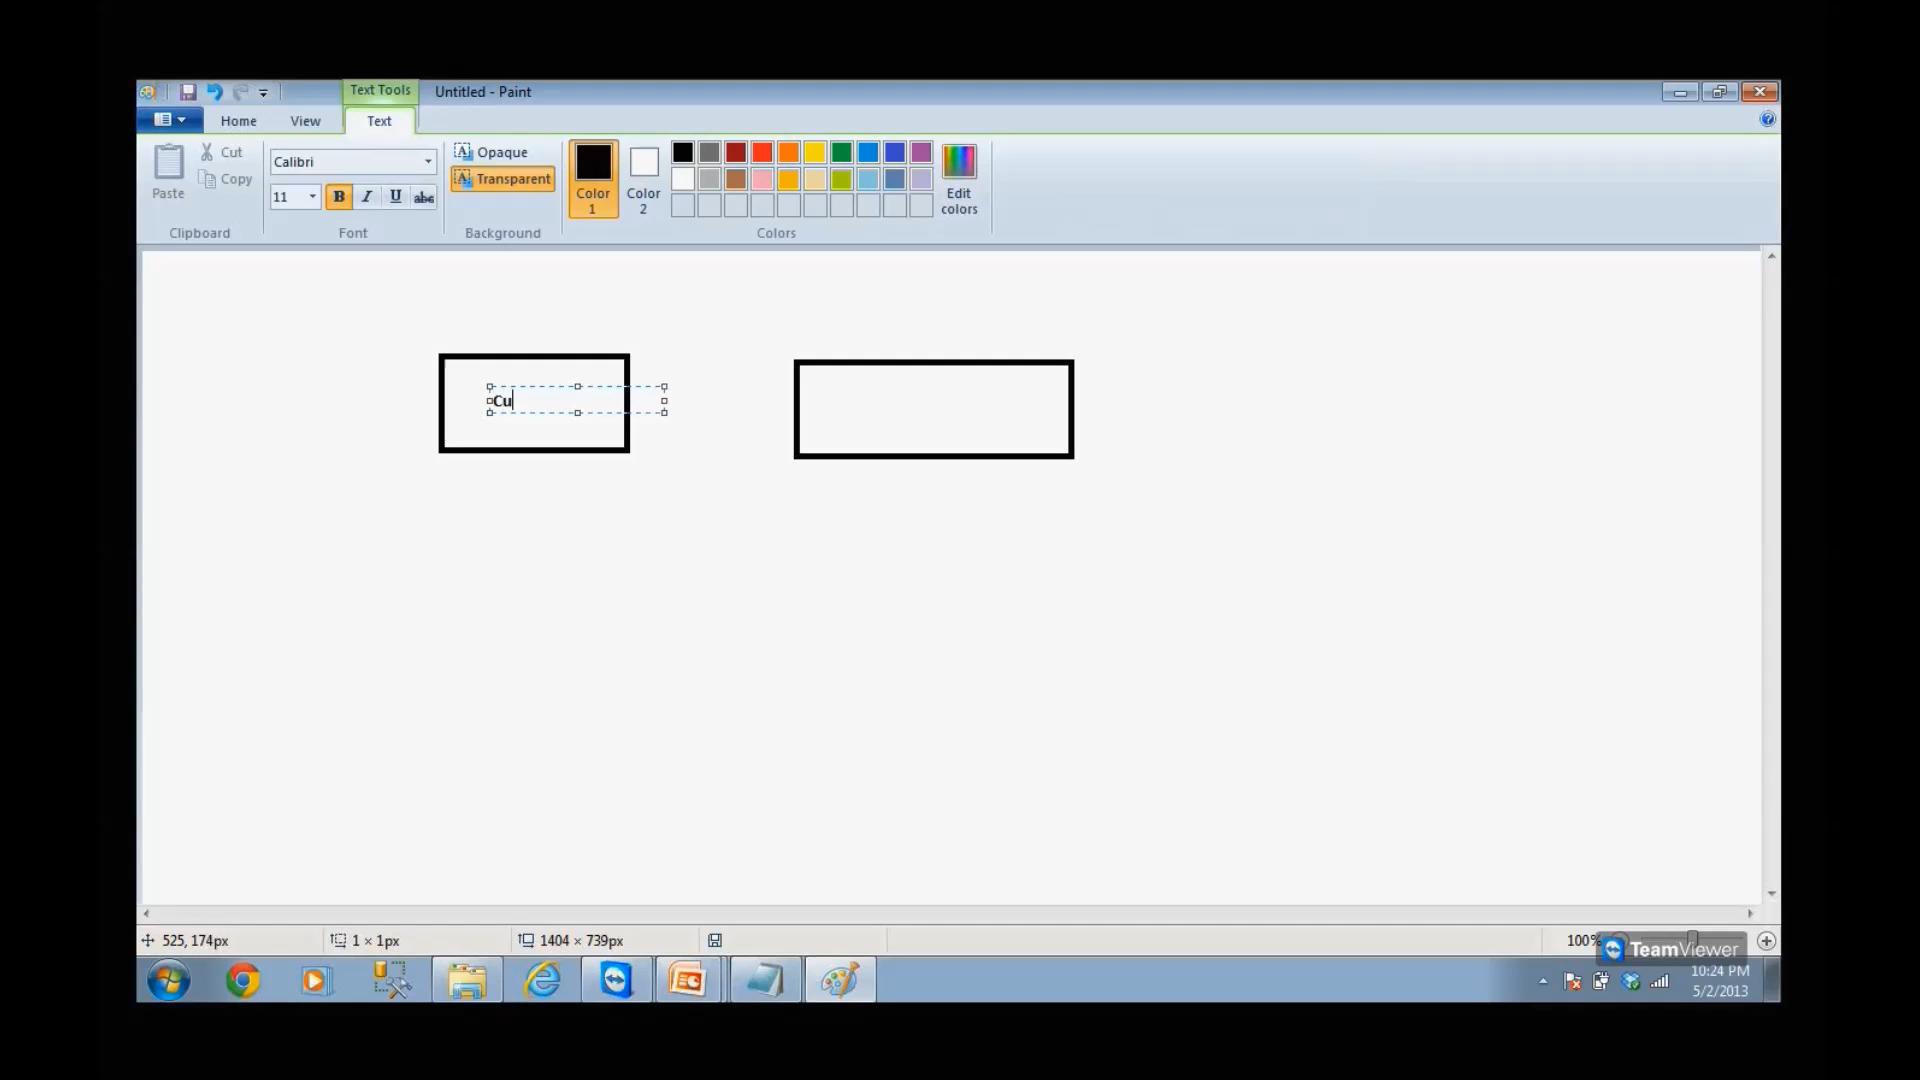 Text Tools
Untitled - Paint
Home
View
Text
Paste
Cut
Copy
Clipboard
Calibri
11
B I U abc
Font
Opaque
Transparent
Background
Color
1
Color
2
Edit
colors
Colors
Cu
525, 174px
1 × 1px
1404 × 739px
100%
TeamViewer
10:24 PM
5/2/2013